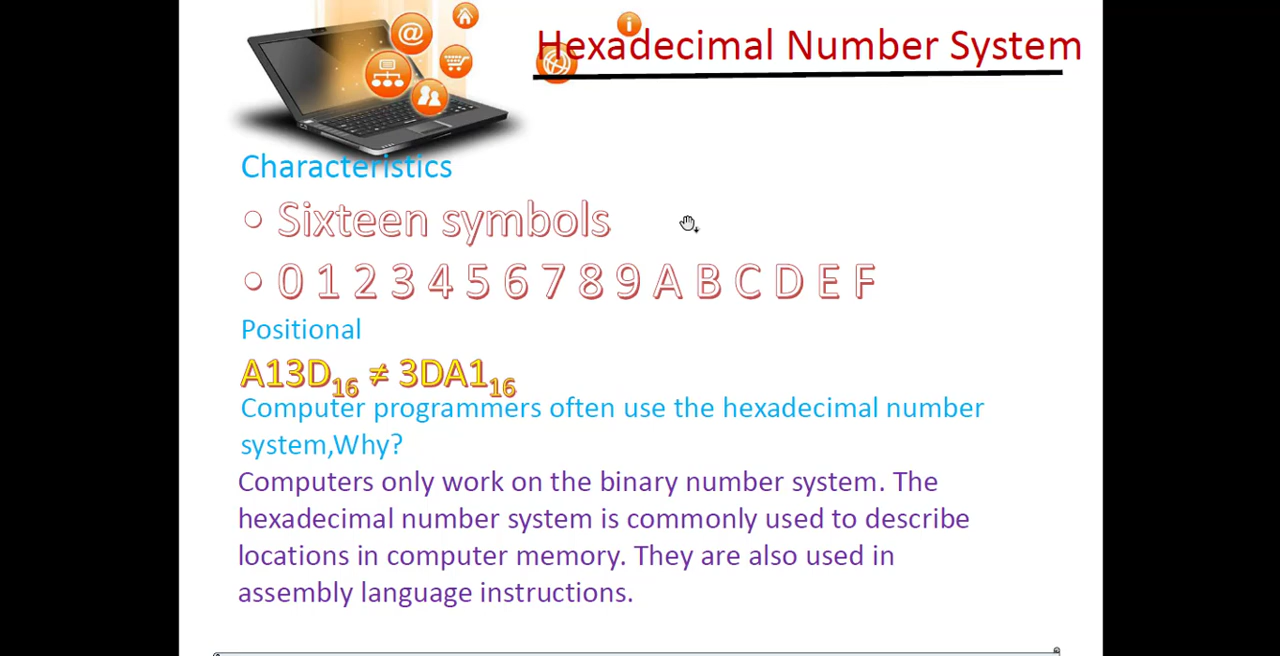 Hexadecimal Number System
Characteristics
• Sixteen symbols
• 0 1 2 3 4 5 6 7 8 9 A B C D E F
Positional
A13D₁₆ ≠ 3DA1₁₆
Computer programmers often use the hexadecimal number
system,Why?
Computers only work on the binary number system. The
hexadecimal number system is commonly used to describe
locations in computer memory. They are also used in
assembly language instructions.